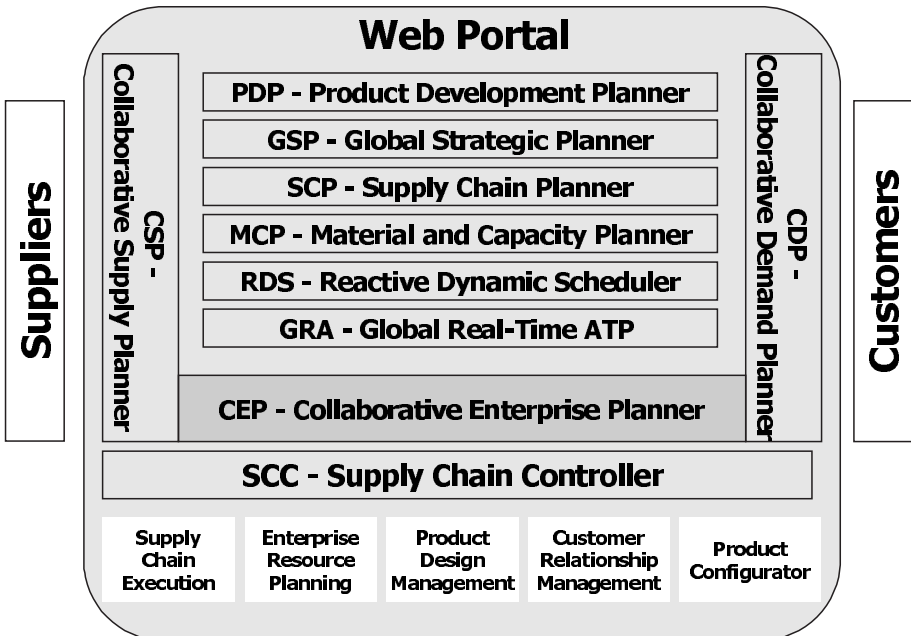 Web Portal
Suppliers
CSP -
Collaborative Supply Planner
PDP - Product Development Planner
GSP - Global Strategic Planner
SCP - Supply Chain Planner
MCP - Material and Capacity Planner
RDS - Reactive Dynamic Scheduler
GRA - Global Real-Time ATP
CEP - Collaborative Enterprise Planner
CDP -
Collaborative Demand Planner
Customers
SCC - Supply Chain Controller
Supply
Chain
Execution
Enterprise
Resource
Planning
Product
Design
Management
Customer
Relationship
Management
Product
Configurator